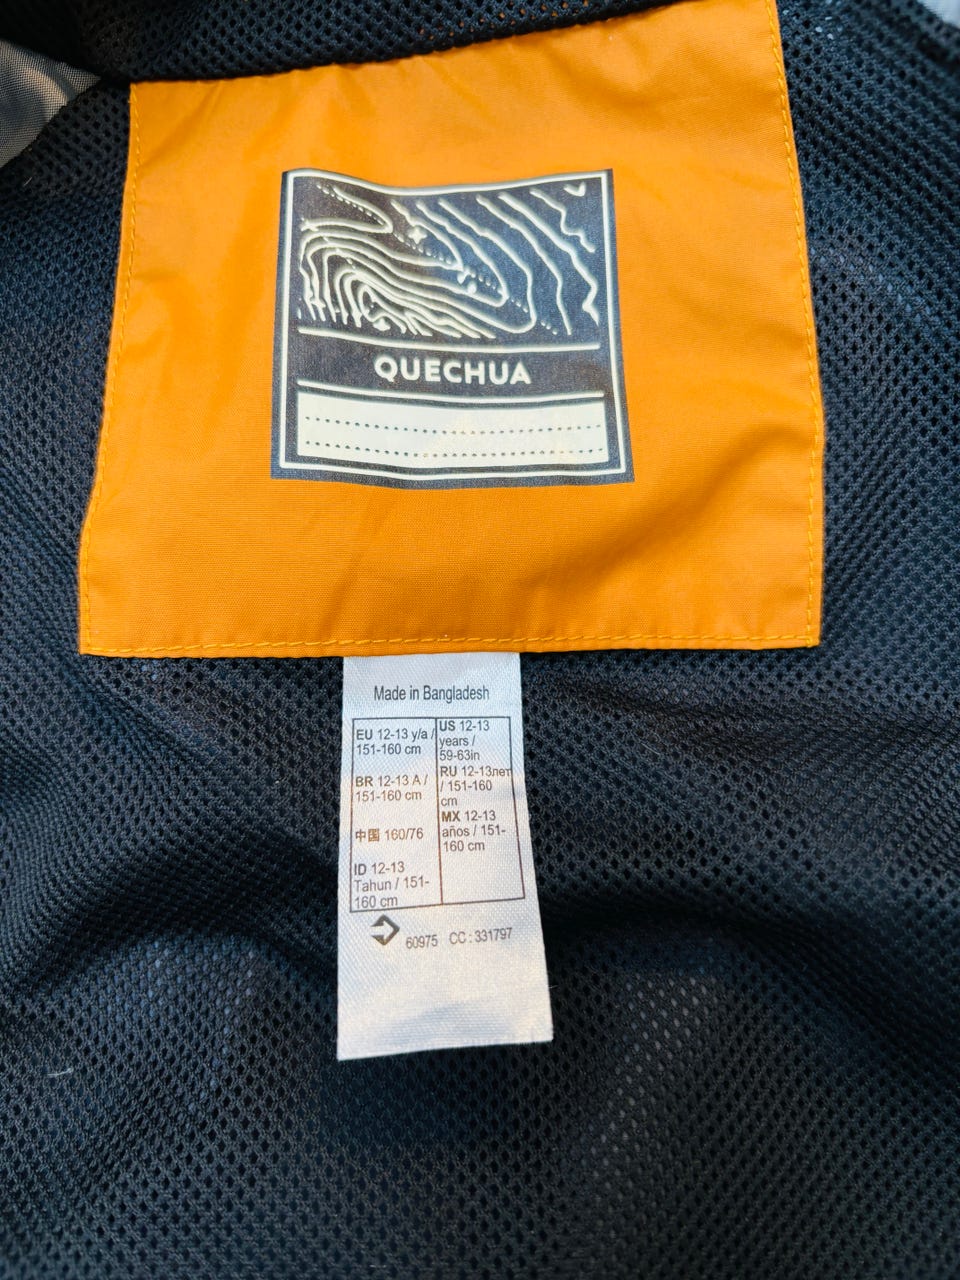 QUECHUA
Made in Bangladesh
EU 12-13 y/a /
151-160 cm
BR 12-13 A /
151-160 cm
中国 160/76
ID 12-13
Tahun / 151-
160 cm
US 12-13
years /
59-63in
RU 12-13лет
/ 151-160
cm
MX 12-13
años / 151-
160 cm
60975 CC : 331797